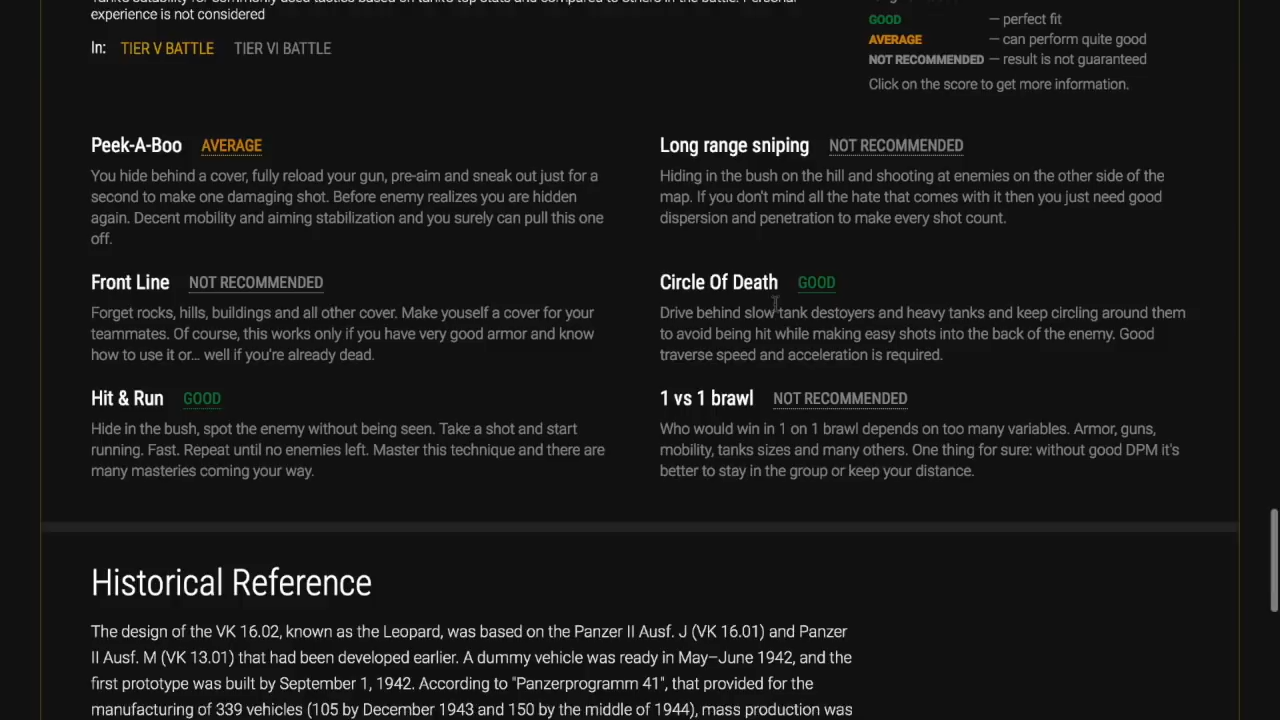 Tank's suitability for commonly used tactics based on tank's top stats and compared to others in the battle. Personal
experience is not considered
In: TIER V BATTLE TIER VI BATTLE
GOOD — perfect fit
AVERAGE — can perform quite good
NOT RECOMMENDED — result is not guaranteed
Click on the score to get more information.
Peek-A-Boo AVERAGE
You hide behind a cover, fully reload your gun, pre-aim and sneak out just for a
second to make one damaging shot. Before enemy realizes you are hidden
again. Decent mobility and aiming stabilization and you surely can pull this one
off.
Long range sniping NOT RECOMMENDED
Hiding in the bush on the hill and shooting at enemies on the other side of the
map. If you don't mind all the hate that comes with it then you just need good
dispersion and penetration to make every shot count.
Front Line NOT RECOMMENDED
Forget rocks, hills, buildings and all other cover. Make youself a cover for your
teammates. Of course, this works only if you have very good armor and know
how to use it or... well if you're already dead.
Circle Of Death GOOD
Drive behind slow tank destoyers and heavy tanks and keep circling around them
to avoid being hit while making easy shots into the back of the enemy. Good
traverse speed and acceleration is required.
Hit & Run GOOD
Hide in the bush, spot the enemy without being seen. Take a shot and start
running. Fast. Repeat until no enemies left. Master this technique and there are
many masteries coming your way.
1 vs 1 brawl NOT RECOMMENDED
Who would win in 1 on 1 brawl depends on too many variables. Armor, guns,
mobility, tanks sizes and many others. One thing for sure: without good DPM it's
better to stay in the group or keep your distance.
Historical Reference
The design of the VK 16.02, known as the Leopard, was based on the Panzer II Ausf. J (VK 16.01) and Panzer
II Ausf. M (VK 13.01) that had been developed earlier. A dummy vehicle was ready in May–June 1942, and the
first prototype was built by September 1, 1942. According to "Panzerprogramm 41", that provided for the
manufacturing of 339 vehicles (105 by December 1943 and 150 by the middle of 1944), mass production was